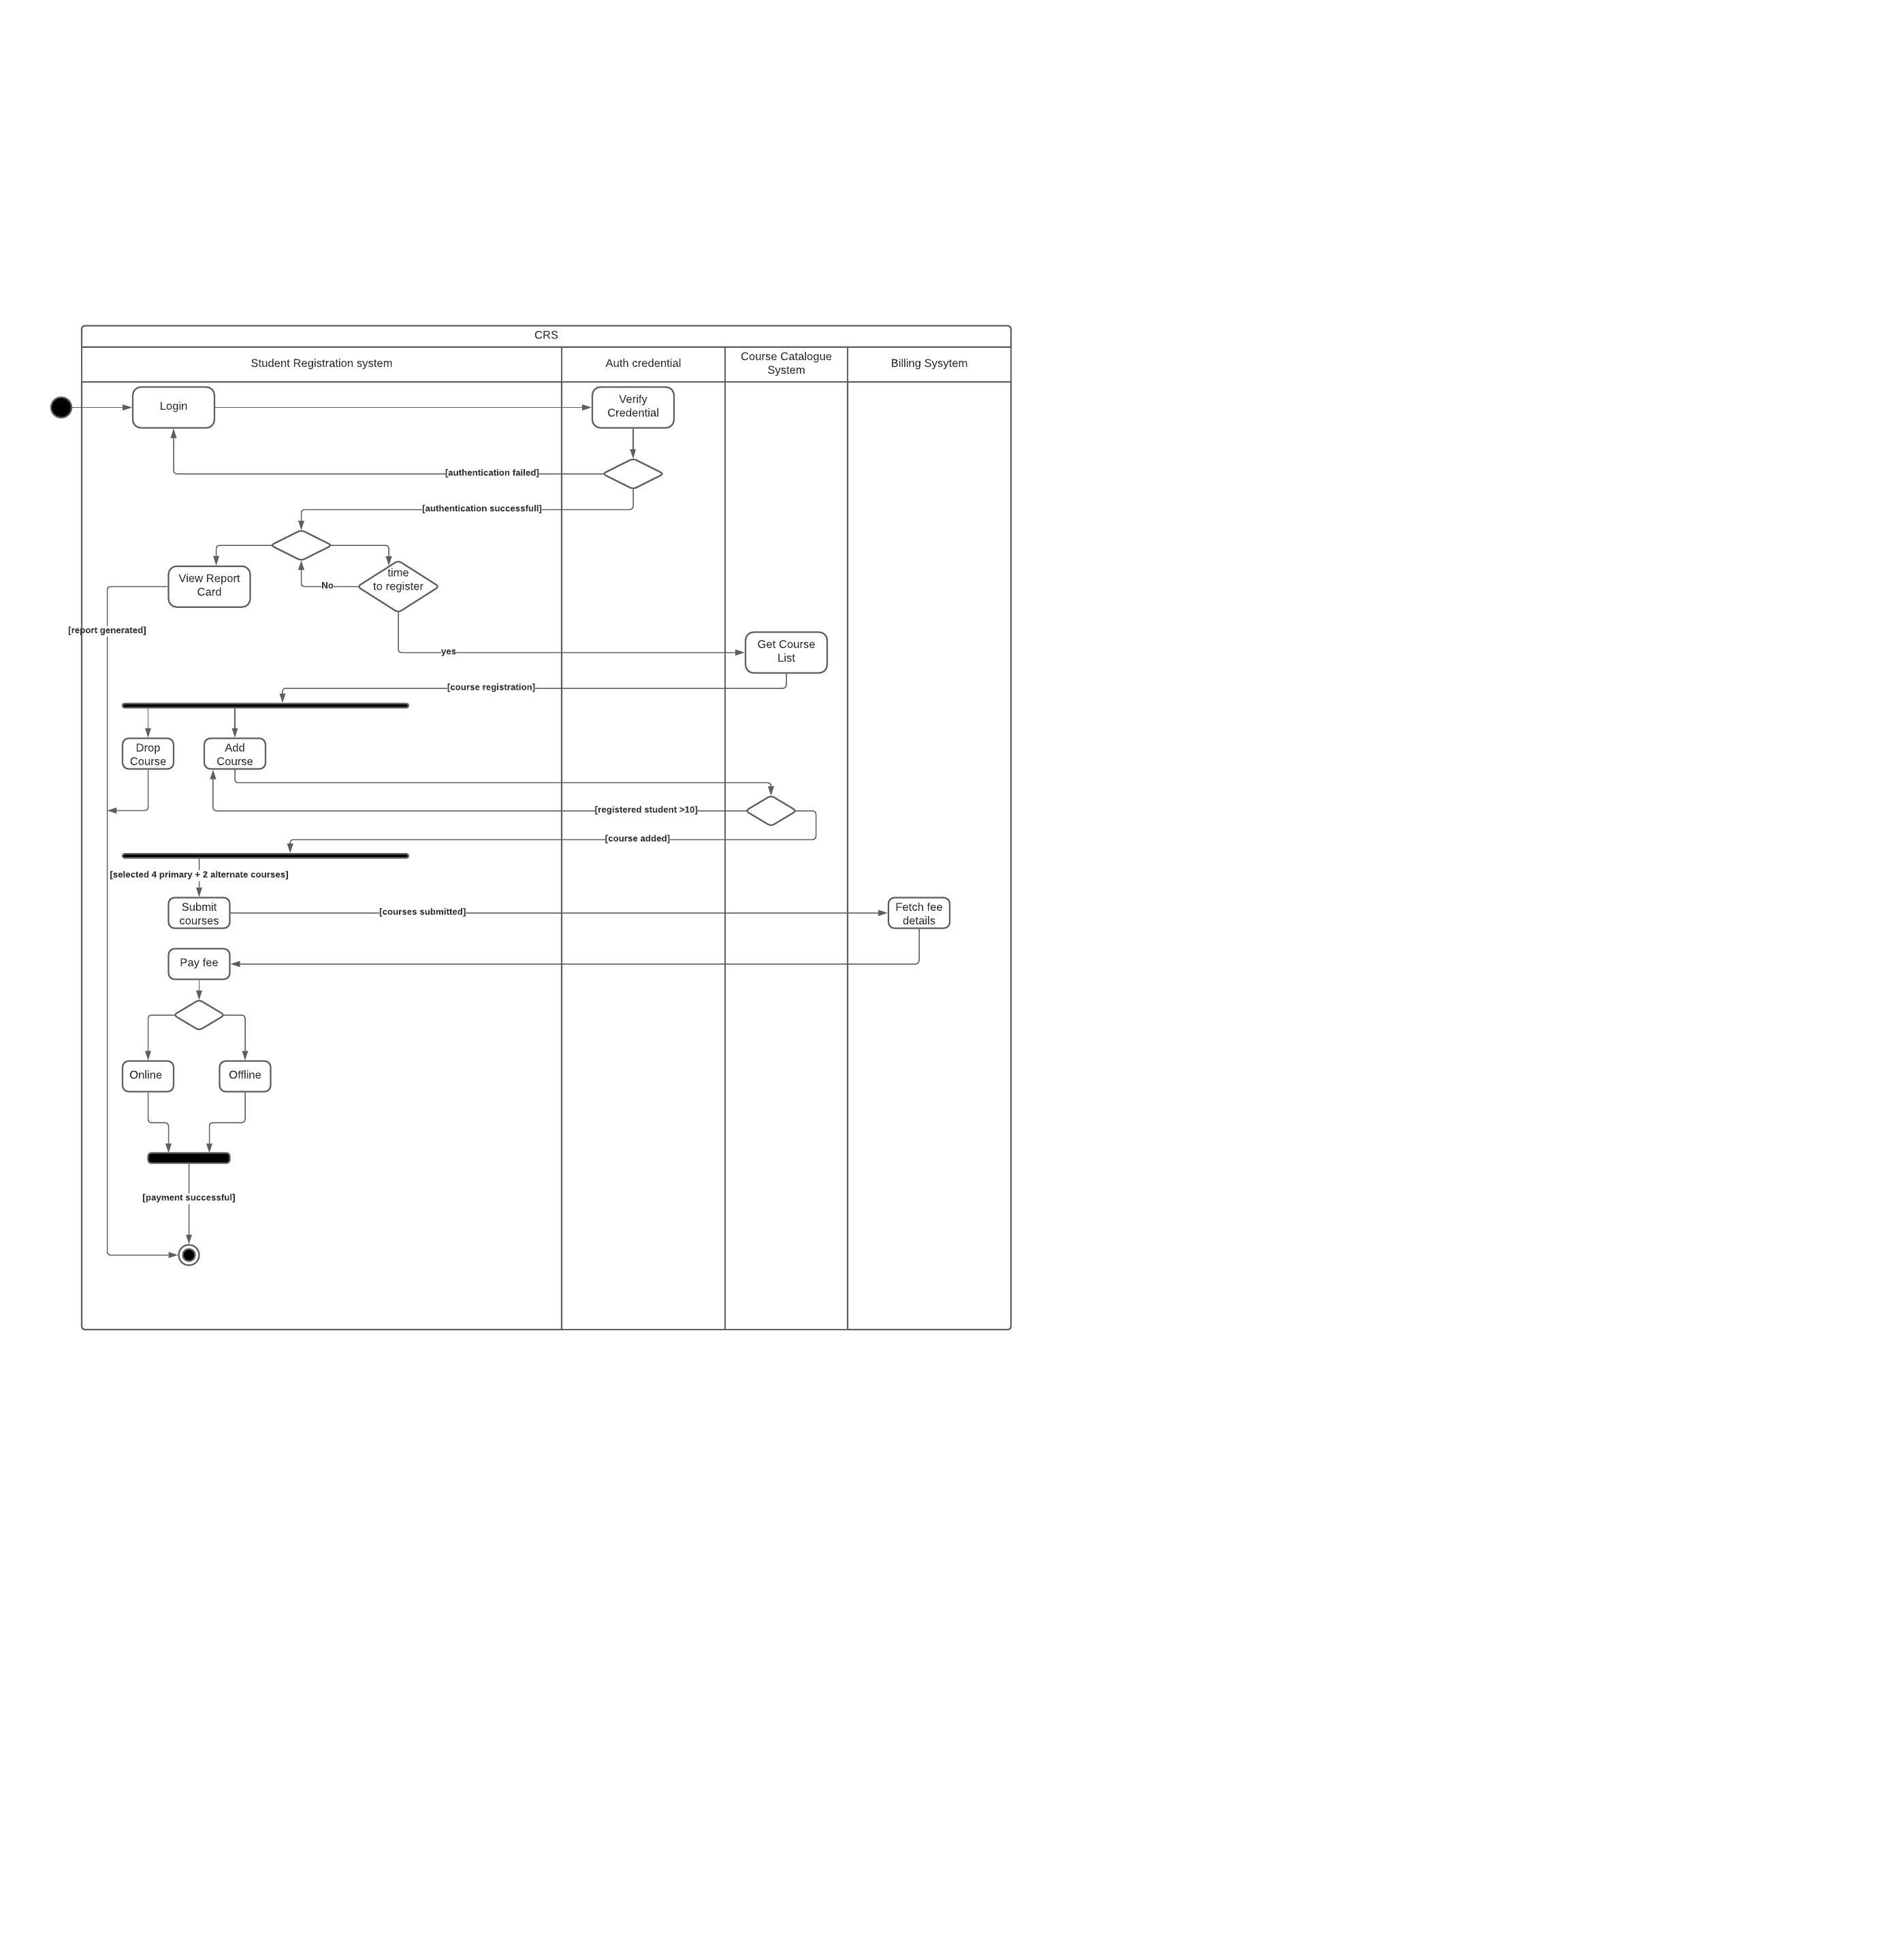 CRS
Student Registration system
Auth credential
Course Catalogue
System
Billing Sysytem
Login
Verify
Credential
[authentication failed]
[authentication successfull]
time
to register
View Report
Card
No
[report generated]
Get Course
List
yes
[course registration]
Drop
Course
Add
Course
[registered student >10]
[course added]
[selected 4 primary + 2 alternate courses]
Submit
courses
[courses submitted]
Fetch fee
details
Pay fee
Online
Offline
[payment successful]